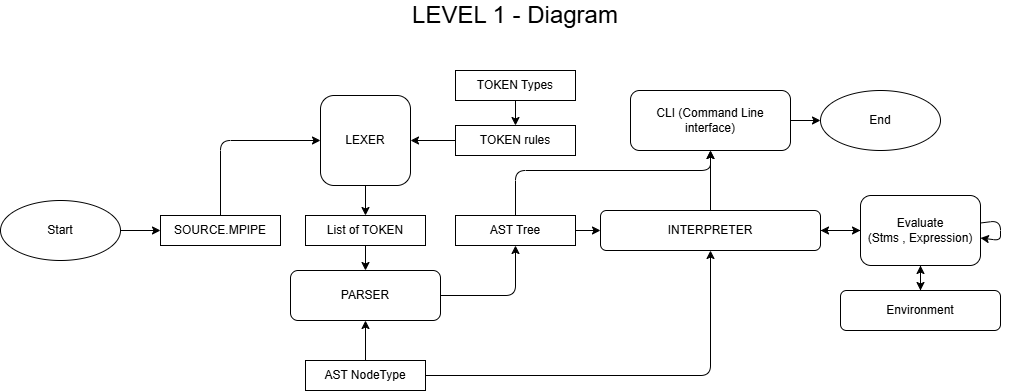 LEVEL 1 - Diagram
TOKEN Types
LEXER
TOKEN rules
CLI (Command Line
interface)
End
Start
SOURCE.MPIPE
List of TOKEN
AST Tree
INTERPRETER
Evaluate
(Stms , Expression)
PARSER
Environment
AST NodeType